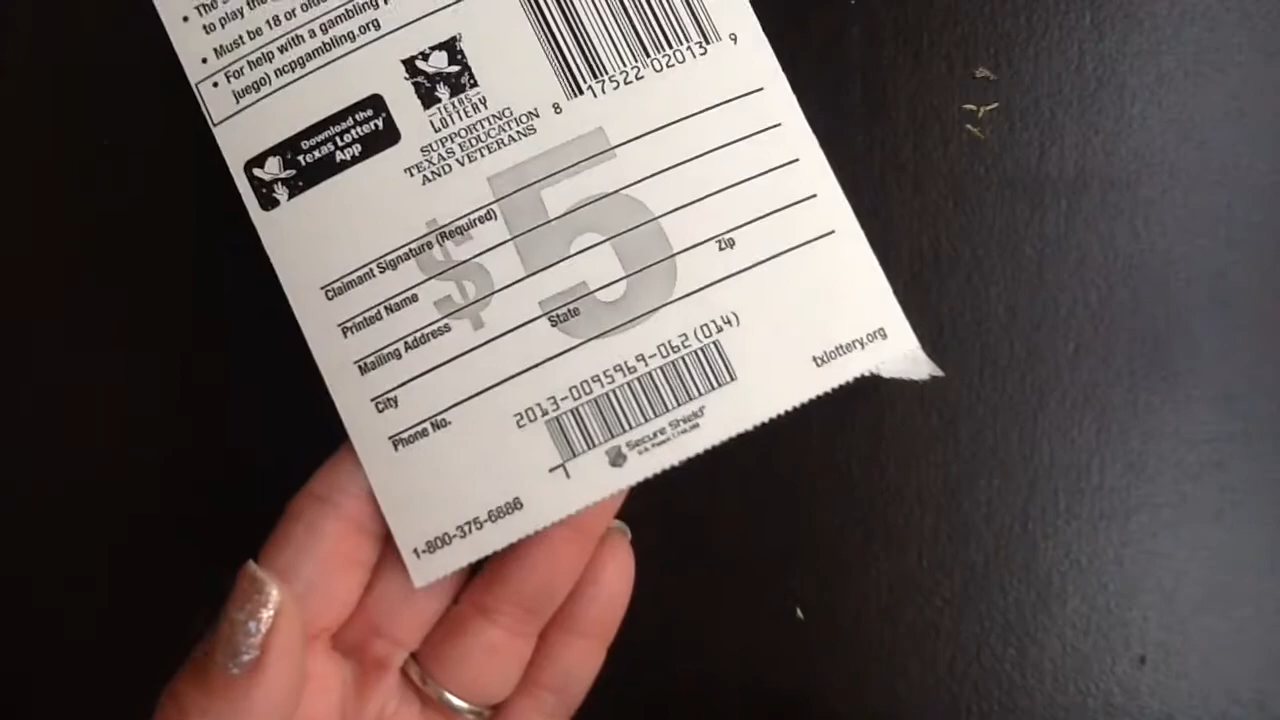 • The
to play the
• Must be 18 or olde
• For help with a gambling
juego) ncpgambling.org
Download the
Texas Lottery®
App
TEXAS
LOTTERY
SUPPORTING
TEXAS EDUCATION
AND VETERANS
8 17522 02013 9
$5
Claimant Signature (Required)
Printed Name
Mailing Address
City State Zip
Phone No.
2013-0095969-062(014)
Secure Shield®
1-800-375-6886
txlottery.org